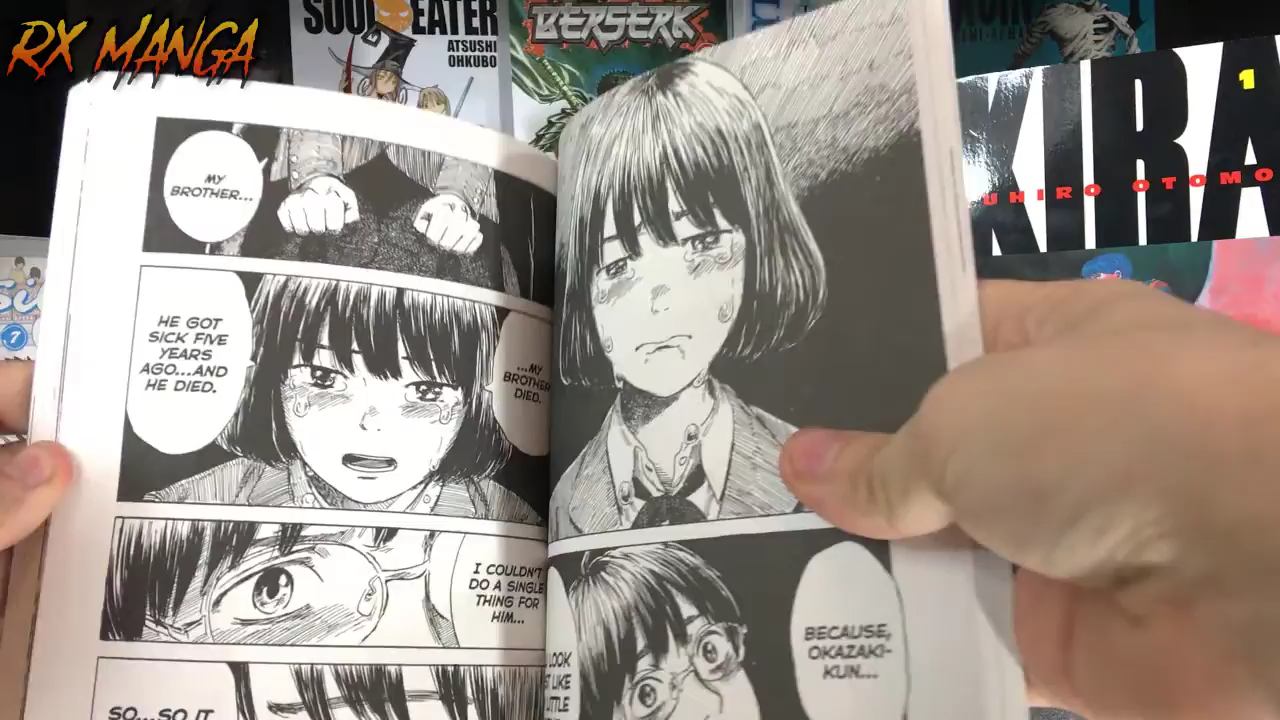 RX MANGA
SOUL EATER
ATSUSHI
OHKUBO
BERSERK
1
KIRA
UHIRO OTOMO
7
MY
BROTHER...
HE GOT
SICK FIVE
YEARS
AGO...AND
HE DIED.
...MY
BROTHER
DIED.
I COULDN'T
DO A SINGLE
THING FOR
HIM...
SO...SO IT
LOOK
LIKE
BECAUSE,
OKAZAKI-
KUN...